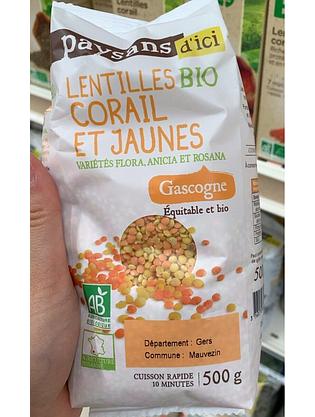 paysans d'ici
LENTILLES BIO
CORAIL
ET JAUNES
VARIÉTÉS FLORA, ANICIA ET ROSANA
Gascogne
Équitable et bio
AB
AGRICULTURE
BIOLOGIQUE
Département : Gers
Commune : Mauvezin
CUISSON RAPIDE
10 MINUTES
500 g